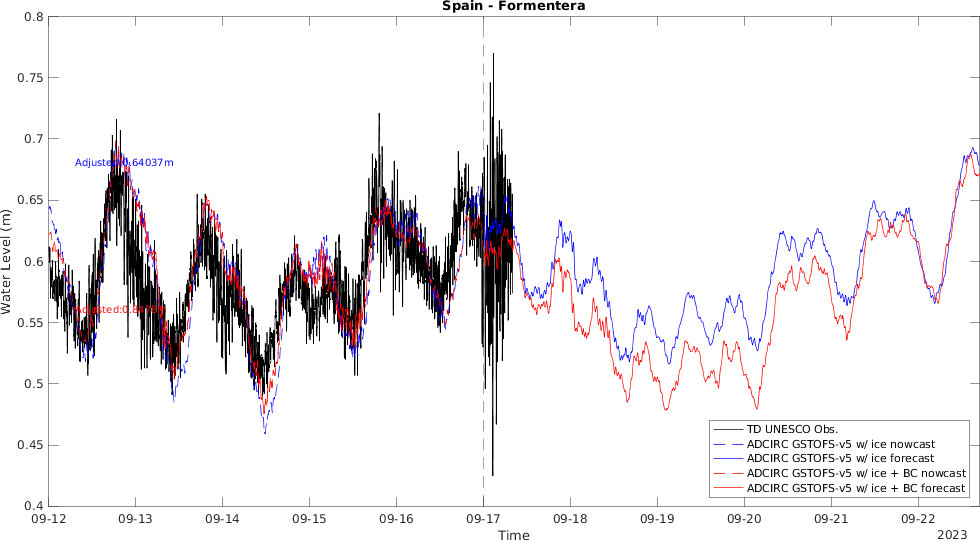 Spain - Formentera
0.8
0.75
0.7
0.65
0.6
0.55
0.5
0.45
0.4
Water Level (m)
Adjusted:0.64037m
TD UNESCO Obs.
ADCIRC GSTOFS-v5 w/ ice nowcast
ADCIRC GSTOFS-v5 w/ ice forecast
ADCIRC GSTOFS-v5 w/ ice + BC nowcast
ADCIRC GSTOFS-v5 w/ ice + BC forecast
09-12 09-13 09-14 09-15 09-16 09-17 09-18 09-19 09-20 09-21 09-22
Time
2023